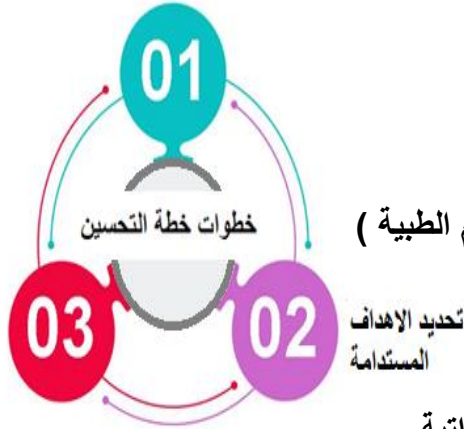 01
خطوات خطة التحسين
الطبية )
03
02
تحديد الاهداف
المستدامة